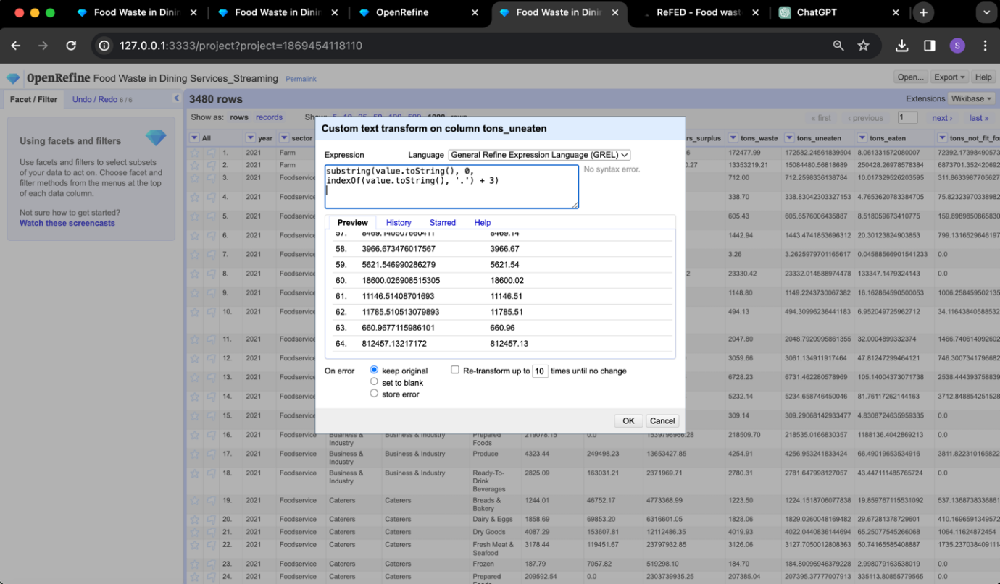 Food Waste in Dinin
Food Waste in Dinin
OpenRefine
Food Waste in Dinin
ReFED - Food wast
ChatGPT
127.0.0.1:3333/project?project=1869454118110
S
OpenRefine Food Waste in Dining Services_Streaming Permalink
Open... Export Help
Facet / Filter Undo / Redo 6 / 6
3480 rows
Extensions Wikibase
Show as: rows records
« first ‹ previous 1 next › last »
Using facets and filters
Use facets and filters to select subsets
of your data to act on. Choose facet and
filter methods from the menus at the top
of each data column.
Not sure how to get started?
Watch these screencasts
Custom text transform on column tons_uneaten
Expression Language General Refine Expression Language (GREL)
substring(value.toString(), 0,
indexOf(value.toString(), '.') + 3)
No syntax error.
Preview History Starred Help
57. 8469.140507660411 8469.14
58. 3966.673476017567 3966.67
59. 5621.546990286279 5621.54
60. 18600.026908515305 18600.02
61. 11146.51408701693 11146.51
62. 11785.510513079893 11785.51
63. 660.9677115986101 660.96
64. 812457.13217172 812457.13
On error keep original Re-transform up to 10 times until no change
set to blank
store error
OK Cancel
All year sector rs_surplus tons_waste tons_uneaten tons_eaten tons_not_fit_fo
1. 2021 Farm 172477.99 172582.24561839504 8.061331572080007 72392.17398490573
2. 2021 Farm 0.27 13353219.21 15084480.56818689 250428.26978578384 6873701.352420692
3. 2021 Foodservice 712.00 712.2598336138784 10.017329526203595 311.8633987705627
4. 2021 Foodservice 338.70 338.83042303327153 4.7653620783384705 75.82323970338982
5. 2021 Foodservice 605.43 605.6576006435887 8.518059673410775 159.8989850865830
6. 2021 Foodservice 1442.94 1443.4741853696312 20.30123824903853 799.1316529646197
7. 2021 Foodservice 3.26 3.2625979701165617 0.04588566901541233 0.0
8. 2021 Foodservice 23330.42 23332.014588974478 133347.1479324143 0.0
9. 2021 Foodservice 1148.80 1149.2243730067382 16.162864590500053 1006.258459502135
10. 2021 Foodservice 494.13 494.30996236441183 6.952049725962712 34.11643840588532
11. 2021 Foodservice 2047.80 2048.7920995861355 32.0004899332374 1466.740614992602
12. 2021 Foodservice 3059.66 3061.134911917464 47.81247299464121 746.3007341796682
13. 2021 Foodservice 6728.23 6731.462280578969 105.14004373071738 2538.444393758839
14. 2021 Foodservice 5232.14 5234.658746450046 81.76117262144163 3712.848854251528
15. 2021 Foodservice 309.14 309.29068142933477 4.8308724635959335 0.0
16. 2021 Foodservice Business & Business & Industry Prepared 219078.15 0.0 1539796966.28 218509.70 218535.0166830357 1188136.4042869213 0.0
Industry Foods
17. 2021 Foodservice Business & Business & Industry Produce 4323.44 249498.23 13653427.85 4254.91 4256.953241833424 66.49019653534916 3811.822310165822
Industry
18. 2021 Foodservice Business & Business & Industry Ready-To- 2825.09 163031.21 2371969.71 2780.31 2781.647998127057 43.447111485765724 0.0
Industry Drink
Beverages
19. 2021 Foodservice Caterers Caterers Breads & 1244.01 46752.17 4773368.99 1223.50 1224.1518706077838 19.859767115531092 537.1368738336861
Bakery
20. 2021 Foodservice Caterers Caterers Dairy & Eggs 1858.69 69853.20 6316601.05 1828.06 1829.0260048169482 29.67281378729601 410.1696591349572
21. 2021 Foodservice Caterers Caterers Dry Goods 4087.29 153607.81 12112486.35 4019.93 4022.0440836144694 65.25077545266068 1064.11624872454
22. 2021 Foodservice Caterers Caterers Fresh Meat & 3178.44 119451.67 23797932.85 3126.06 3127.7050012808363 50.74165585408887 1735.237038409111
Seafood
23. 2021 Foodservice Caterers Caterers Frozen 187.79 7057.82 519298.10 184.70 184.80096946379228 2.998079163538019 0.0
24. 2021 Foodservice Caterers Caterers Prepared 209592.54 0.0 2303739935.25 207385.04 207395.37777007913 335113.80855779565 0.0